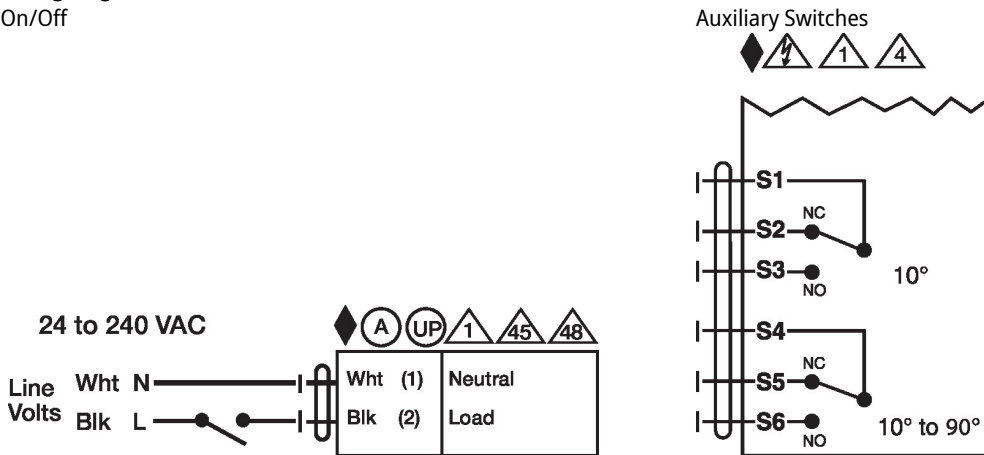 On/Off
24 to 240 VAC
A UP 1 45 48
Line Volts
Wht N
Blk L
Wht (1) Neutral
Blk (2) Load
Auxiliary Switches
1 4
S1
NC
S2
S3
NO
10°
S4
NC
S5
S6
NO
10° to 90°